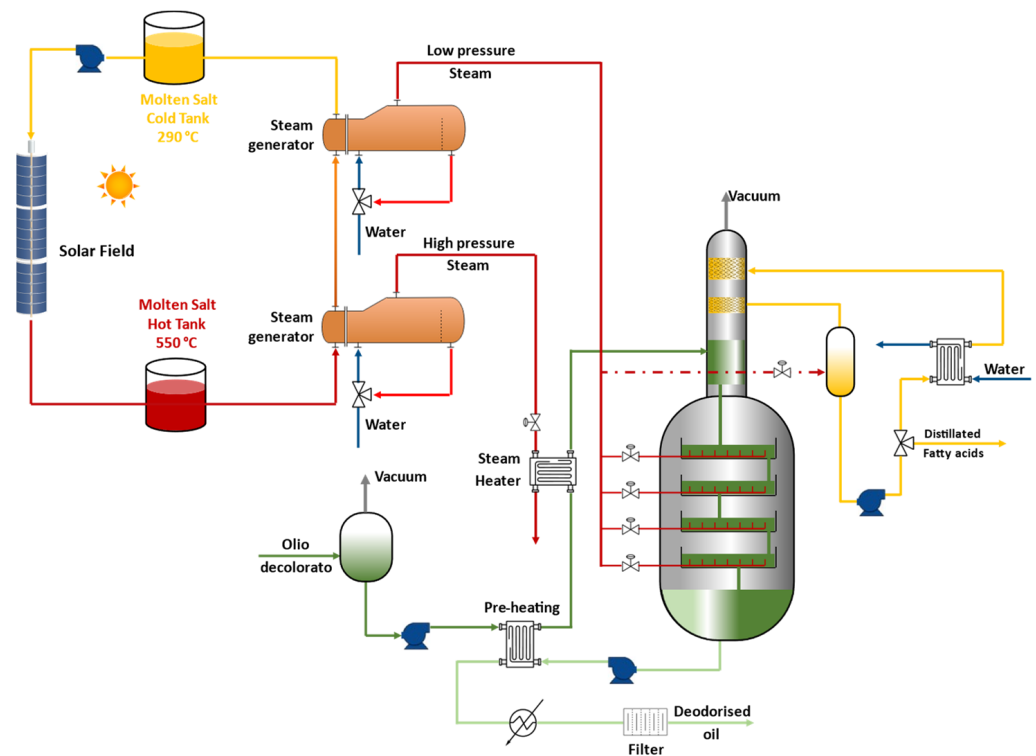 Low pressure
Steam
Molten Salt
Cold Tank
290 °C
Steam
generator
Water
Solar Field
High pressure
Steam
Molten Salt
Hot Tank
550 °C
Steam
generator
Water
Vacuum
Water
Distillated
Fatty acids
Steam
Heater
Vacuum
Olio
decolorato
Pre-heating
Deodorised
oil
Filter